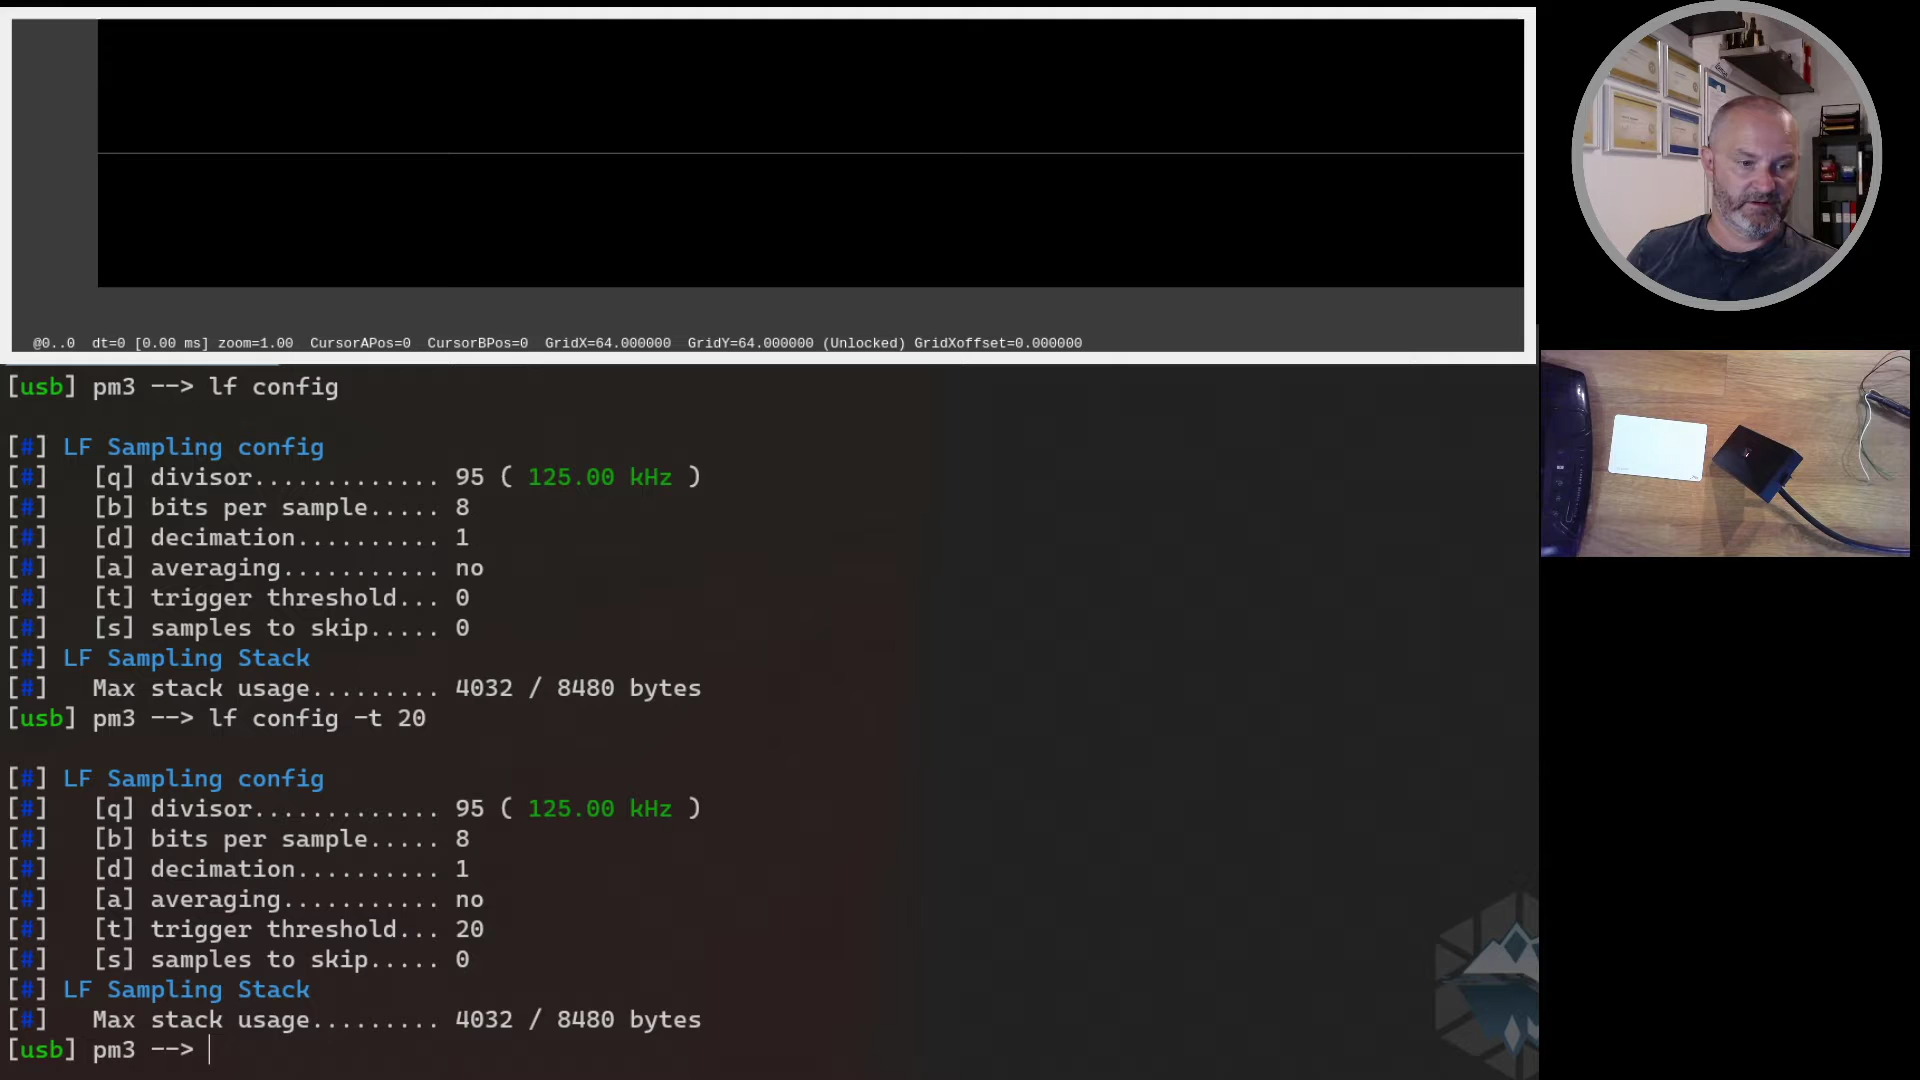 @0..0  dt=0 [0.00 ms] zoom=1.00  CursorAPos=0  CursorBPos=0  GridX=64.000000  GridY=64.000000 (Unlocked) GridXoffset=0.000000
[usb] pm3 --> lf config
[#] LF Sampling config
[#]   [q] divisor............. 95 ( 125.00 kHz )
[#]   [b] bits per sample..... 8
[#]   [d] decimation.......... 1
[#]   [a] averaging........... no
[#]   [t] trigger threshold... 0
[#]   [s] samples to skip..... 0
[#] LF Sampling Stack
[#]   Max stack usage......... 4032 / 8480 bytes
[usb] pm3 --> lf config -t 20
[#] LF Sampling config
[#]   [q] divisor............. 95 ( 125.00 kHz )
[#]   [b] bits per sample..... 8
[#]   [d] decimation.......... 1
[#]   [a] averaging........... no
[#]   [t] trigger threshold... 20
[#]   [s] samples to skip..... 0
[#] LF Sampling Stack
[#]   Max stack usage......... 4032 / 8480 bytes
[usb] pm3 -->